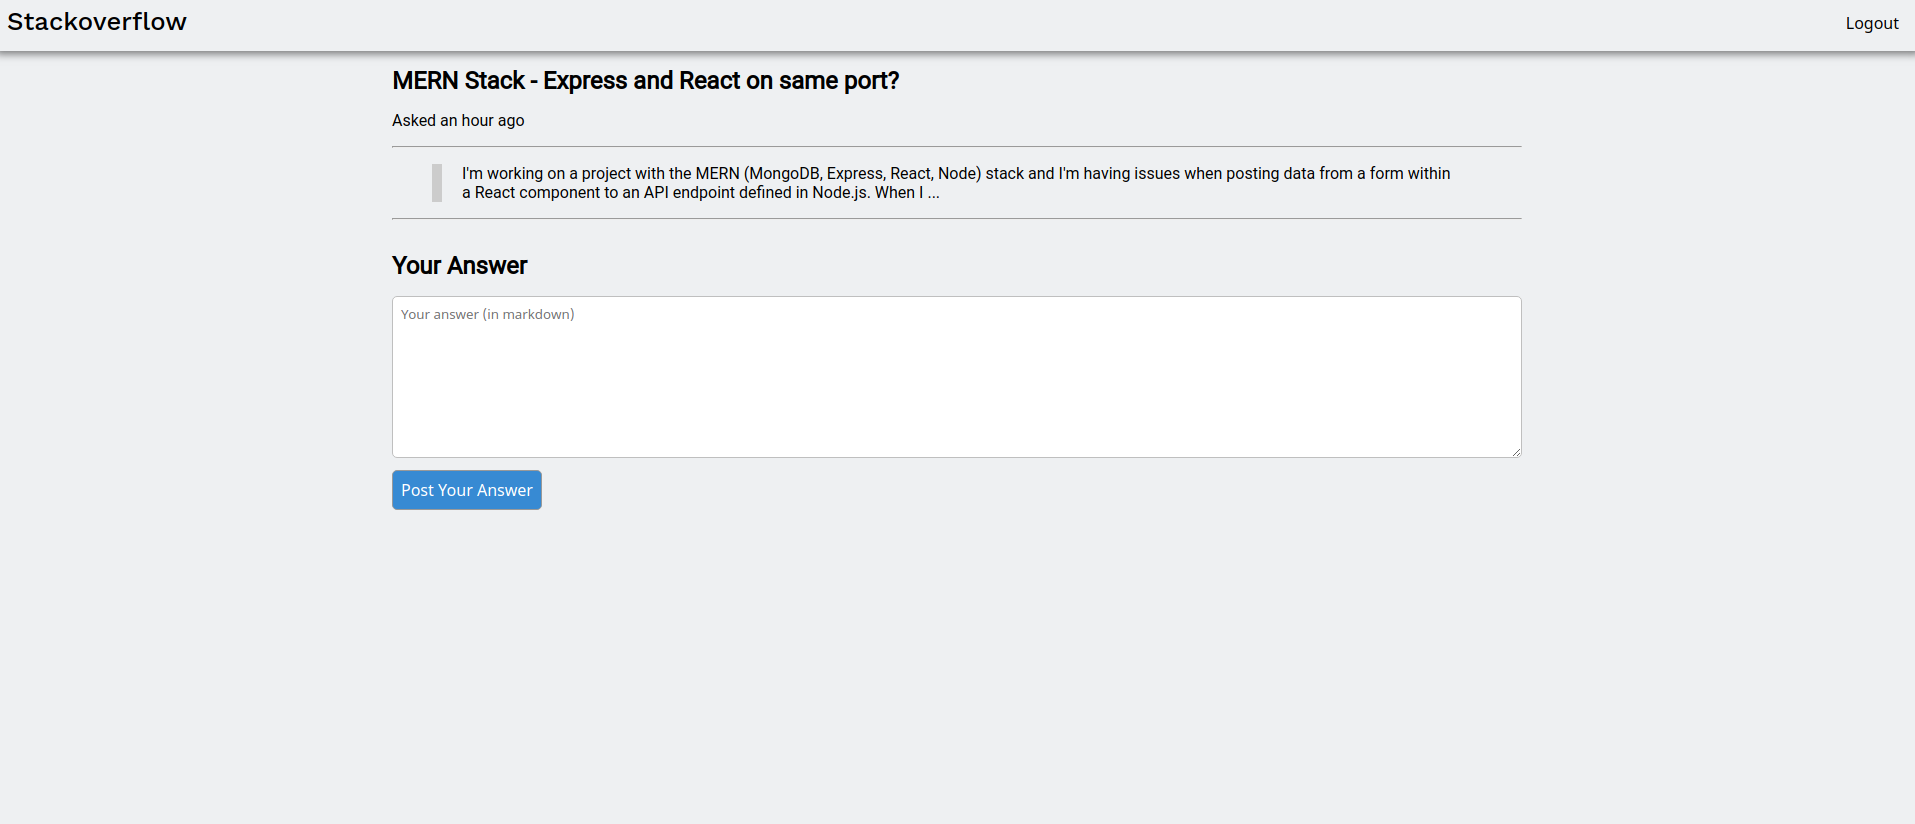 Stackoverflow
Logout
MERN Stack - Express and React on same port?
Asked an hour ago
I'm working on a project with the MERN (MongoDB, Express, React, Node) stack and I'm having issues when posting data from a form within
a React component to an API endpoint defined in Node.js. When I ...
Your Answer
Your answer (in markdown)
Post Your Answer